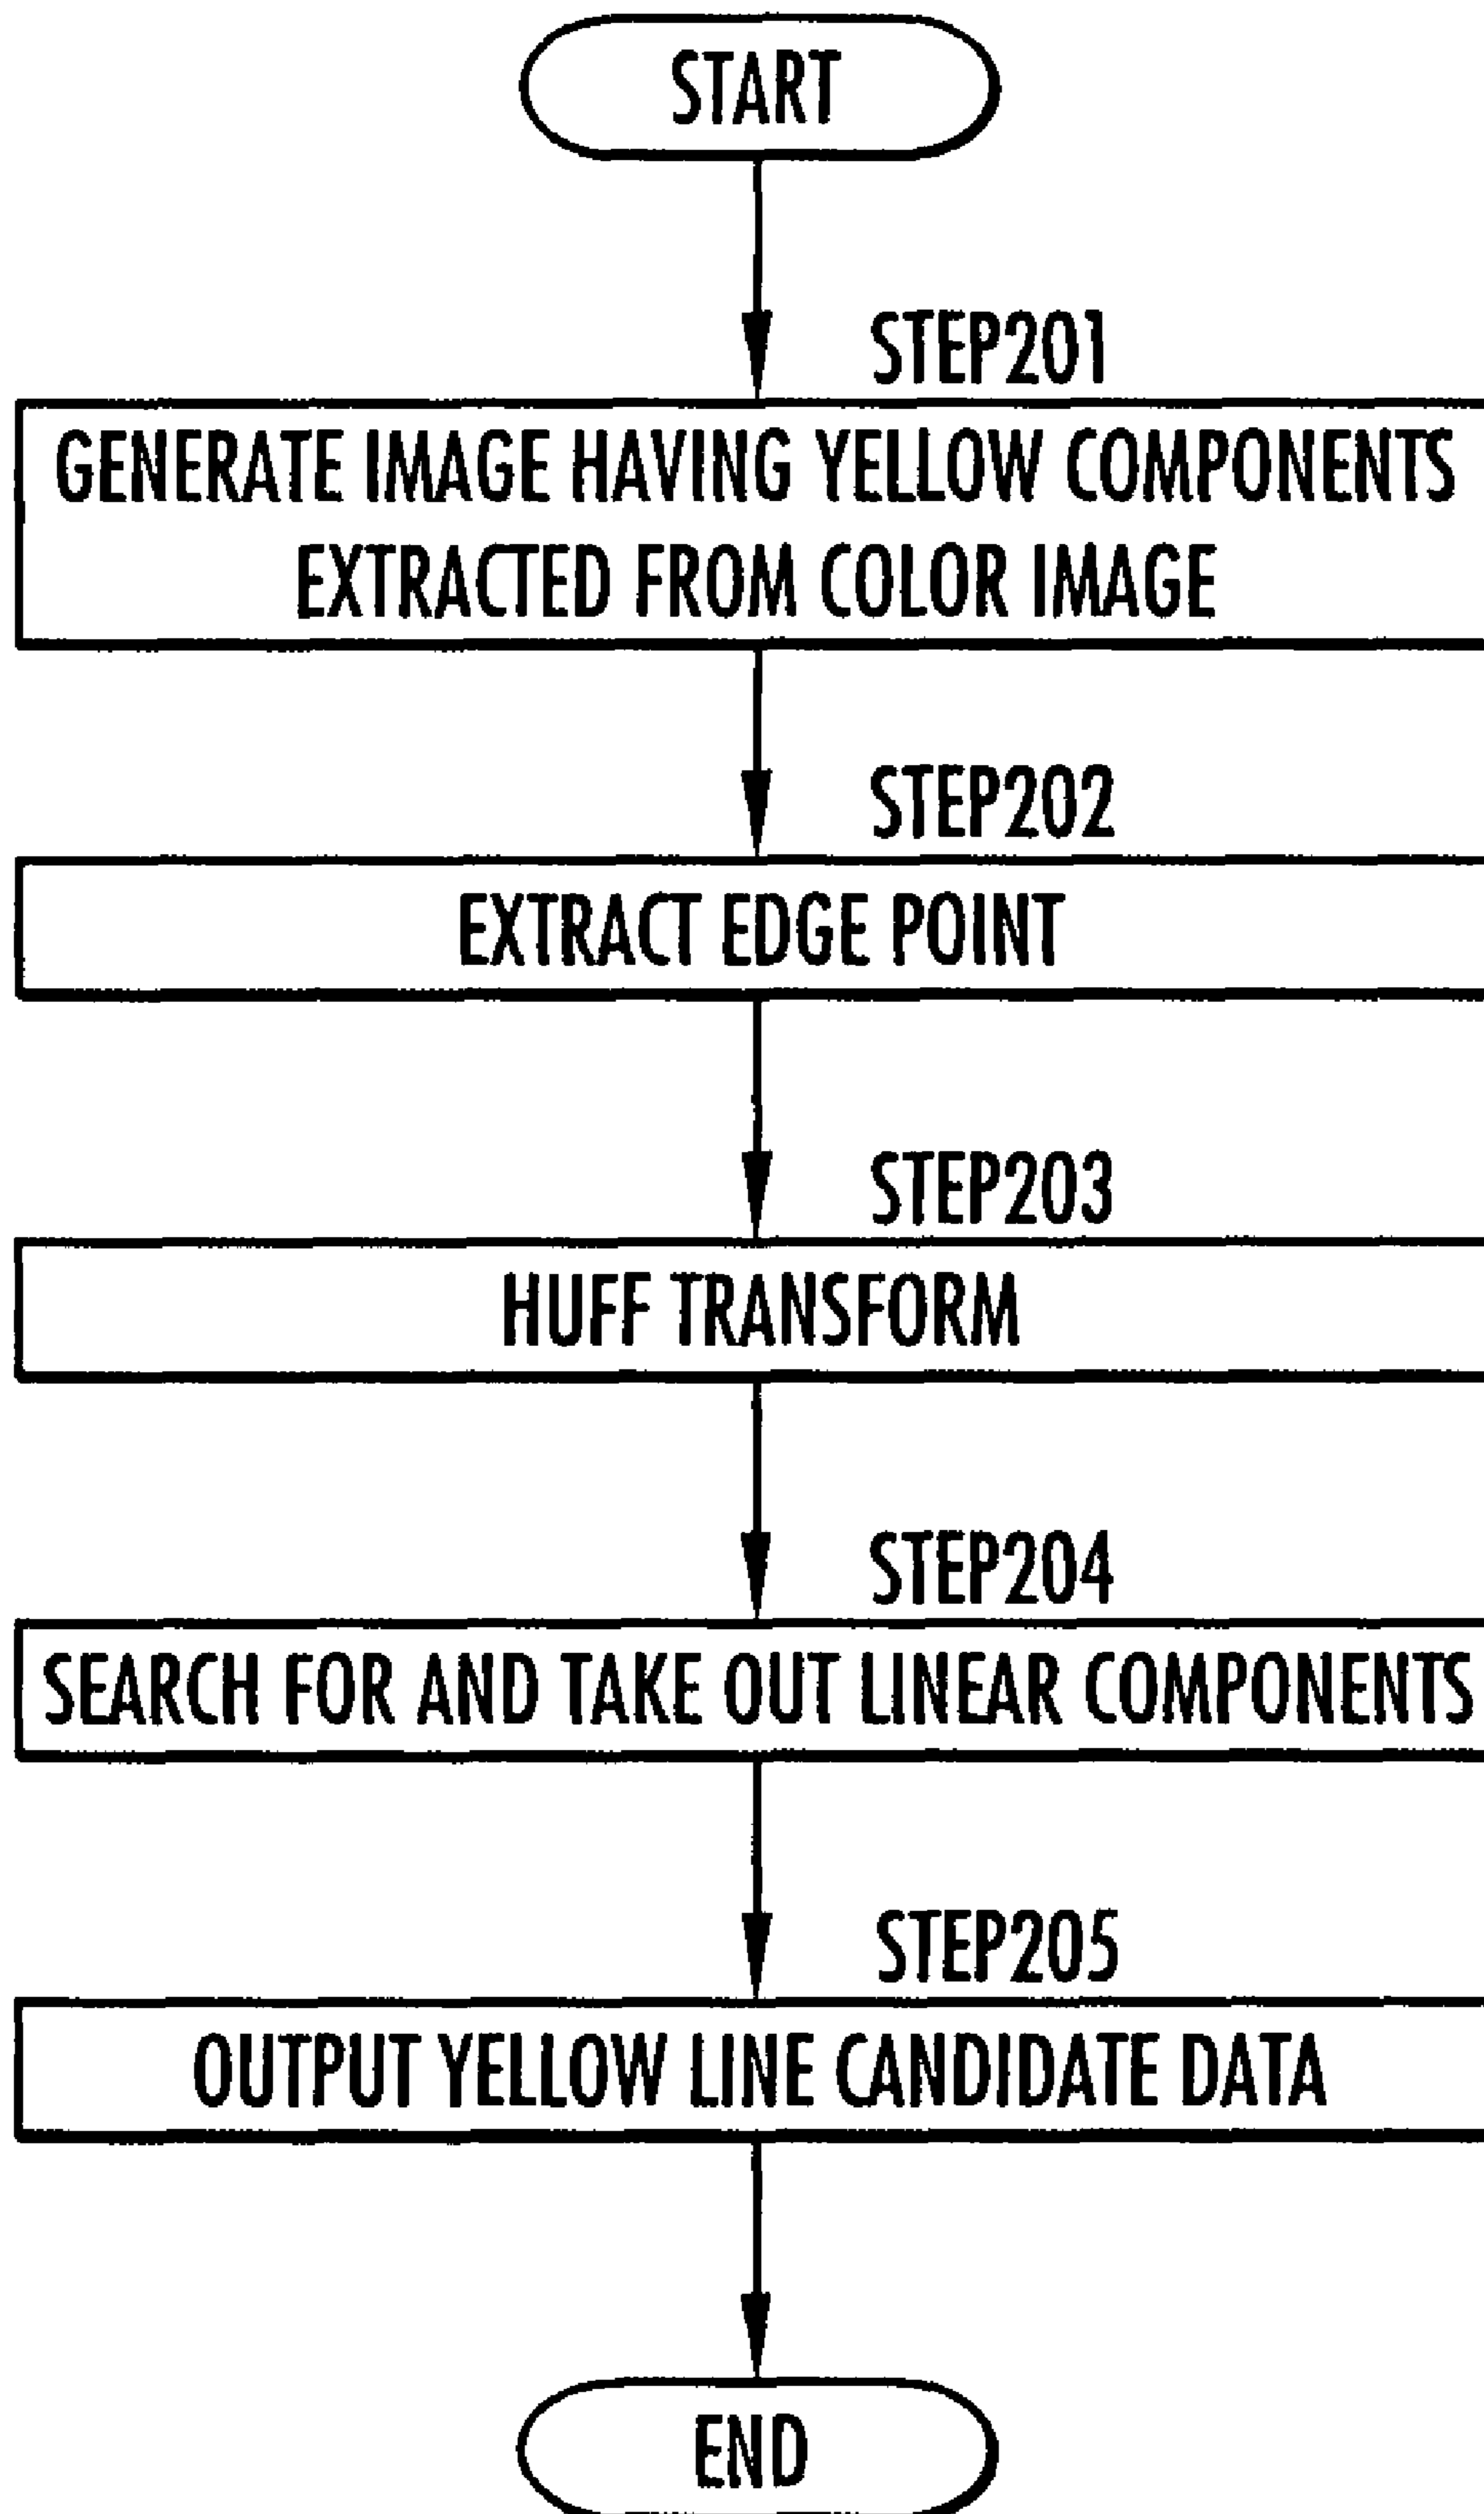 START
STEP201
GENERATE IMAGE HAVING YELLOW COMPONENTS
EXTRACTED FROM COLOR IMAGE
STEP202
EXTRACT EDGE POINT
STEP203
HUFF TRANSFORM
STEP204
SEARCH FOR AND TAKE OUT LINEAR COMPONENTS
STEP205
OUTPUT YELLOW LINE CANDIDATE DATA
END